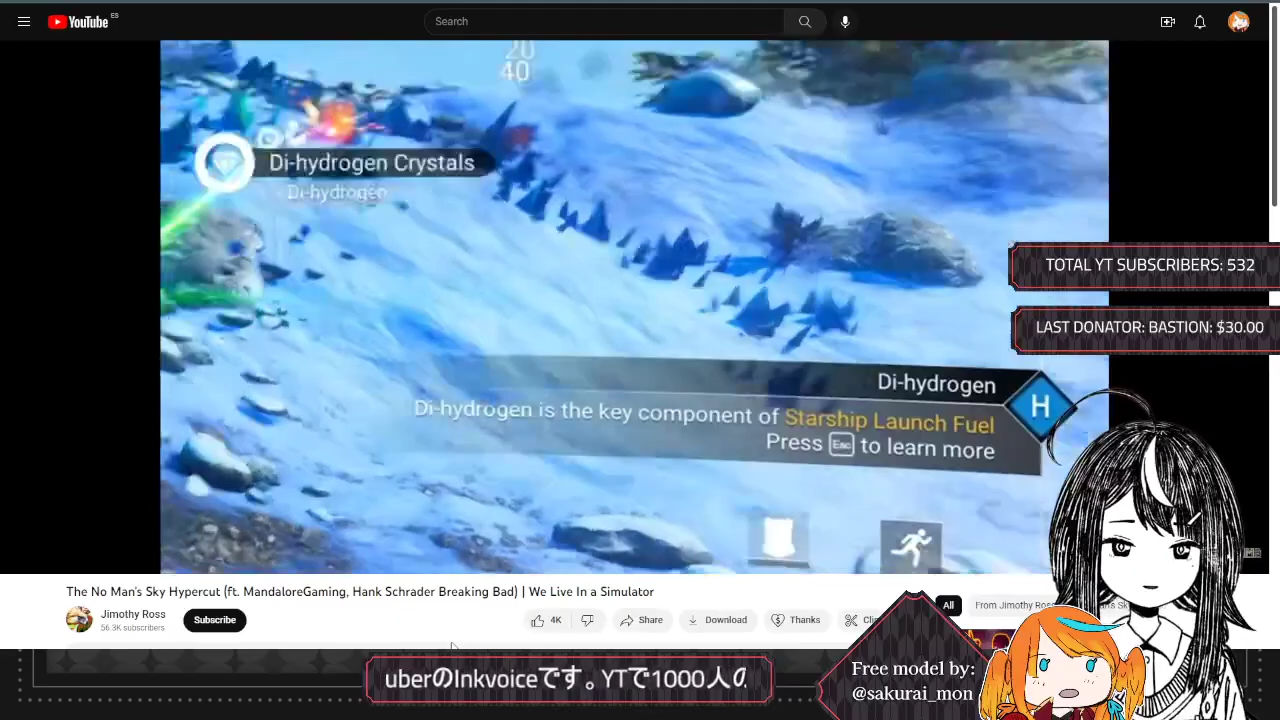 YouTube ES
Search
20
40
Di-hydrogen Crystals
Di-hydrogen
TOTAL YT SUBSCRIBERS: 532
LAST DONATOR: BASTION: $30.00
Di-hydrogen
H
Di-hydrogen is the key component of Starship Launch Fuel
Press Esc to learn more
The No Man's Sky Hypercut (ft. MandaloreGaming, Hank Schrader Breaking Bad) | We Live In a Simulator
Jimothy Ross
56.3K subscribers
Subscribe
4K
Share
Download
Thanks
All
From Jimothy Ross
uberのInkvoiceです。YTで1000人の
Free model by:
@sakurai_mon